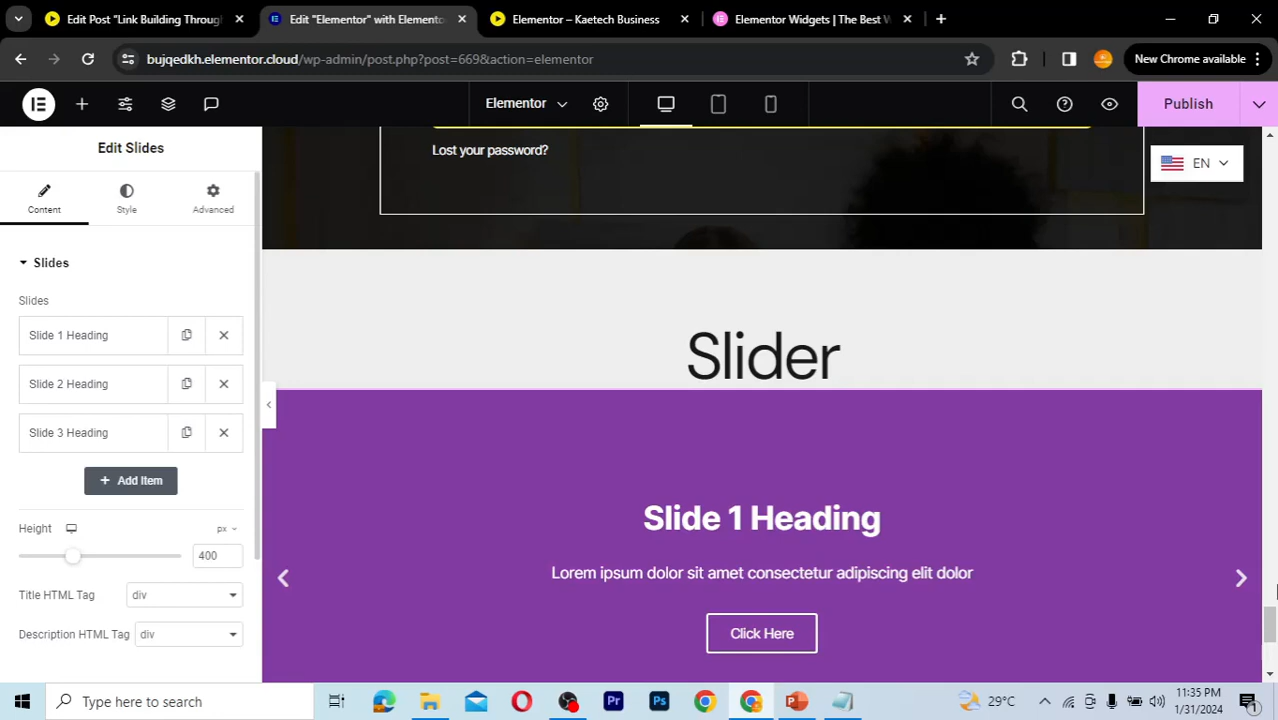 Edit Post "Link Building Throug
Edit "Elementor" with Elemento
Elementor – Kaetech Business
Elementor Widgets | The Best W
bujqedkh.elementor.cloud/wp-admin/post.php?post=669&action=elementor
New Chrome available
Elementor
Publish
Edit Slides
Content
Style
Advanced
Slides
Slides
Slide 1 Heading
Slide 2 Heading
Slide 3 Heading
+ Add Item
Height
px
400
Title HTML Tag
div
Description HTML Tag
div
Lost your password?
EN
Slider
Slide 1 Heading
Lorem ipsum dolor sit amet consectetur adipiscing elit dolor
Click Here
Type here to search
Pr
Ps
29°C
11:35 PM
1/31/2024
1